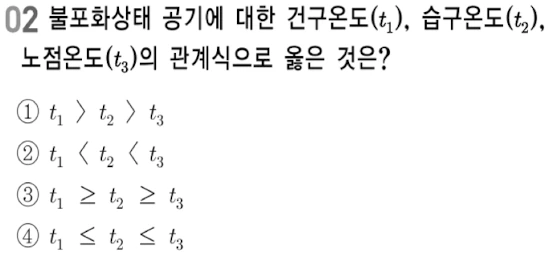 02 불포화상태 공기에 대한 건구온도(t₁), 습구온도(t₂),
노점온도(t₃)의 관계식으로 옳은 것은?
① t₁ 〉 t₂ 〉 t₃
② t₁ 〈 t₂ 〈 t₃
③ t₁ ≥ t₂ ≥ t₃
④ t₁ ≤ t₂ ≤ t₃